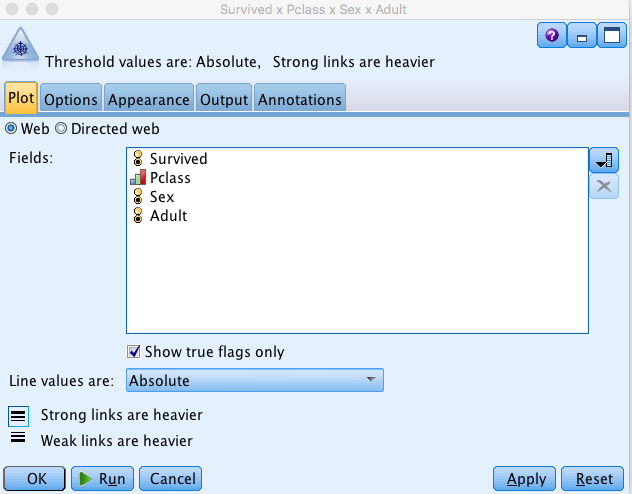 Survived x Pclass x Sex x Adult
Threshold values are: Absolute, Strong links are heavier
Plot Options Appearance Output Annotations
Web Directed web
Fields:
Survived
Pclass
Sex
Adult
Show true flags only
Line values are: Absolute
Strong links are heavier
Weak links are heavier
OK Run Cancel Apply Reset